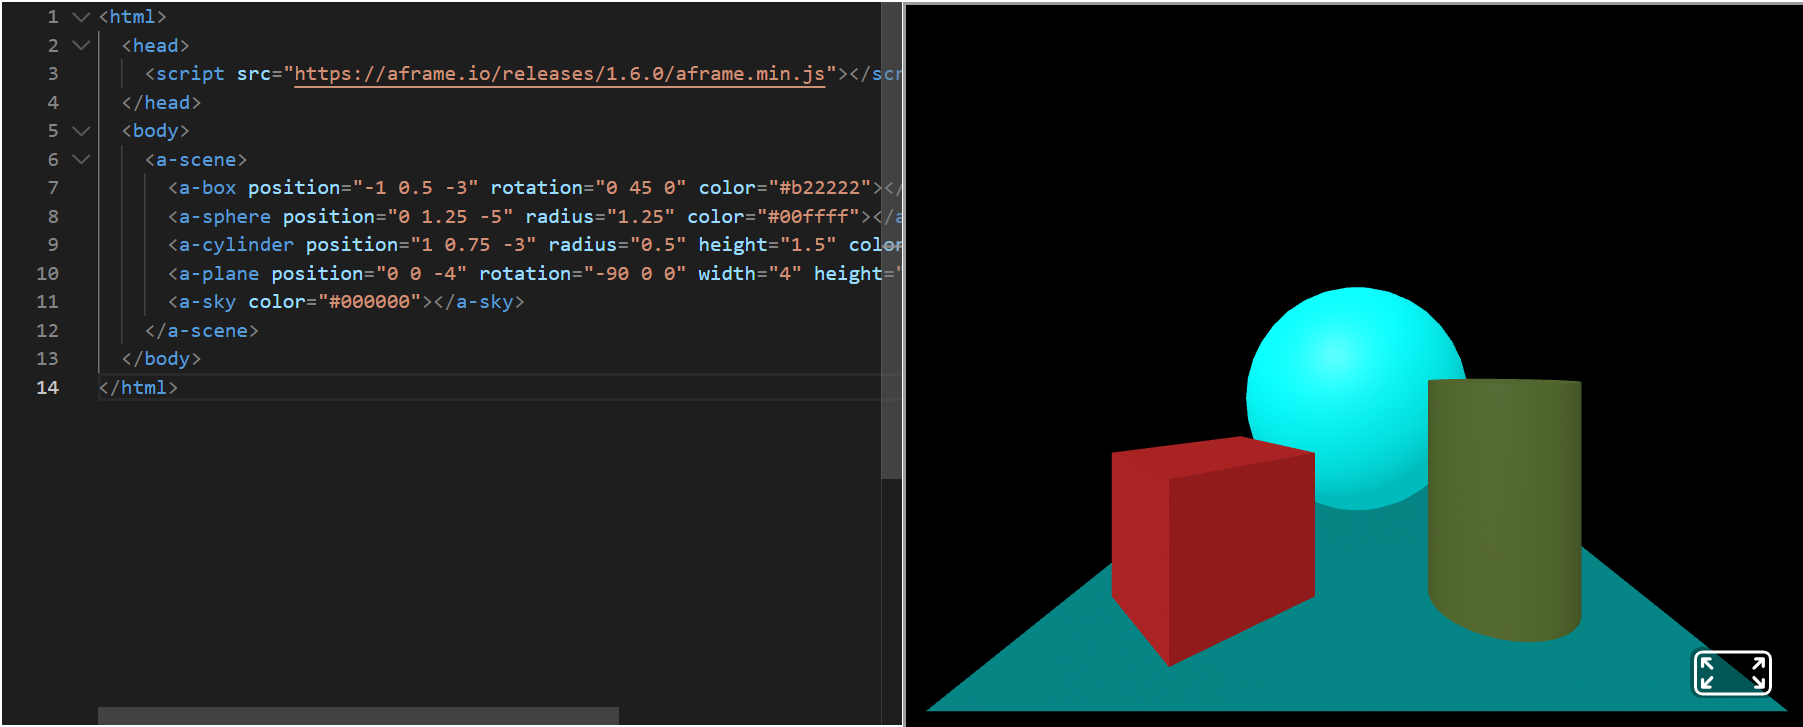 1 <html>
2 <head>
3 <script src="https://aframe.io/releases/1.6.0/aframe.min.js"></scr
4 </head>
5 <body>
6 <a-scene>
7 <a-box position="-1 0.5 -3" rotation="0 45 0" color="#b22222"></
8 <a-sphere position="0 1.25 -5" radius="1.25" color="#00ffff"></a
9 <a-cylinder position="1 0.75 -3" radius="0.5" height="1.5" color
10 <a-plane position="0 0 -4" rotation="-90 0 0" width="4" height="
11 <a-sky color="#000000"></a-sky>
12 </a-scene>
13 </body>
14 </html>